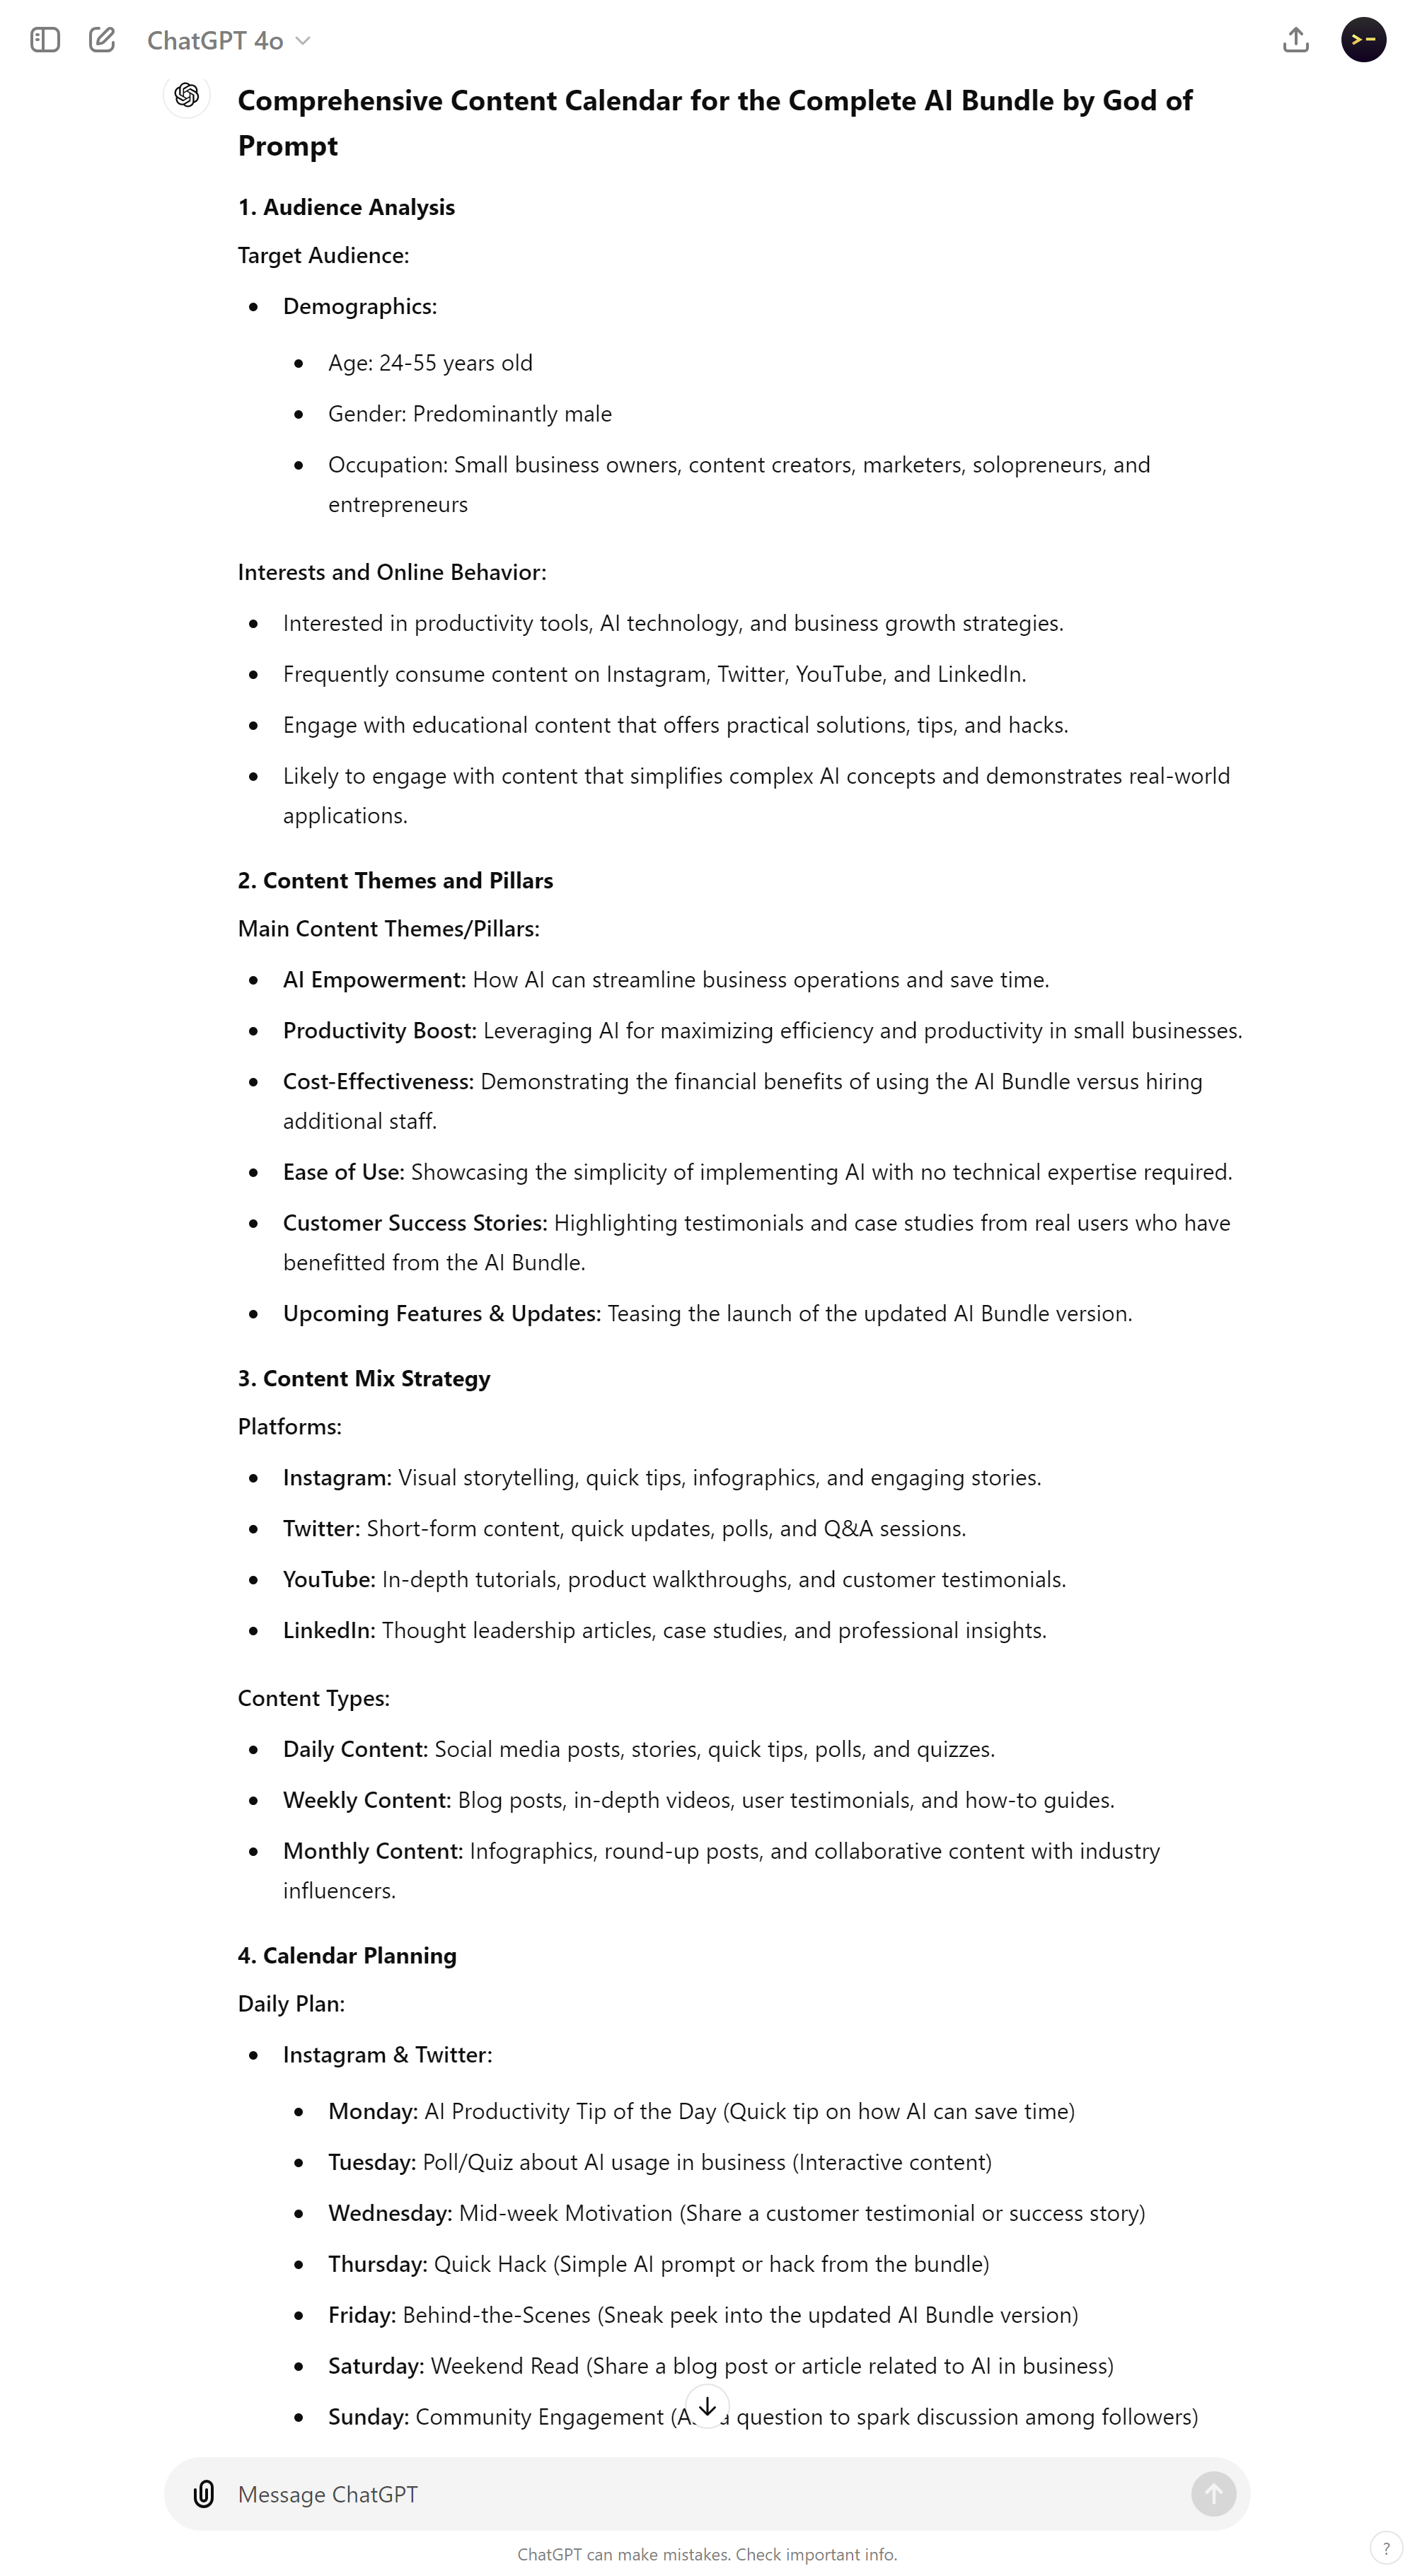 ChatGPT 4o
Comprehensive Content Calendar for the Complete AI Bundle by God of
Prompt
1. Audience Analysis
Target Audience:
Demographics:
Age: 24-55 years old
Gender: Predominantly male
Occupation: Small business owners, content creators, marketers, solopreneurs, and
entrepreneurs
Interests and Online Behavior:
Interested in productivity tools, AI technology, and business growth strategies.
Frequently consume content on Instagram, Twitter, YouTube, and LinkedIn.
Engage with educational content that offers practical solutions, tips, and hacks.
Likely to engage with content that simplifies complex AI concepts and demonstrates real-world
applications.
2. Content Themes and Pillars
Main Content Themes/Pillars:
AI Empowerment: How AI can streamline business operations and save time.
Productivity Boost: Leveraging AI for maximizing efficiency and productivity in small businesses.
Cost-Effectiveness: Demonstrating the financial benefits of using the AI Bundle versus hiring
additional staff.
Ease of Use: Showcasing the simplicity of implementing AI with no technical expertise required.
Customer Success Stories: Highlighting testimonials and case studies from real users who have
benefitted from the AI Bundle.
Upcoming Features & Updates: Teasing the launch of the updated AI Bundle version.
3. Content Mix Strategy
Platforms:
Instagram: Visual storytelling, quick tips, infographics, and engaging stories.
Twitter: Short-form content, quick updates, polls, and Q&A sessions.
YouTube: In-depth tutorials, product walkthroughs, and customer testimonials.
LinkedIn: Thought leadership articles, case studies, and professional insights.
Content Types:
Daily Content: Social media posts, stories, quick tips, polls, and quizzes.
Weekly Content: Blog posts, in-depth videos, user testimonials, and how-to guides.
Monthly Content: Infographics, round-up posts, and collaborative content with industry
influencers.
4. Calendar Planning
Daily Plan:
Instagram & Twitter:
Monday: AI Productivity Tip of the Day (Quick tip on how AI can save time)
Tuesday: Poll/Quiz about AI usage in business (Interactive content)
Wednesday: Mid-week Motivation (Share a customer testimonial or success story)
Thursday: Quick Hack (Simple AI prompt or hack from the bundle)
Friday: Behind-the-Scenes (Sneak peek into the updated AI Bundle version)
Saturday: Weekend Read (Share a blog post or article related to AI in business)
Sunday: Community Engagement ( question to spark discussion among followers)
Message ChatGPT
ChatGPT can make mistakes. Check important info.
?